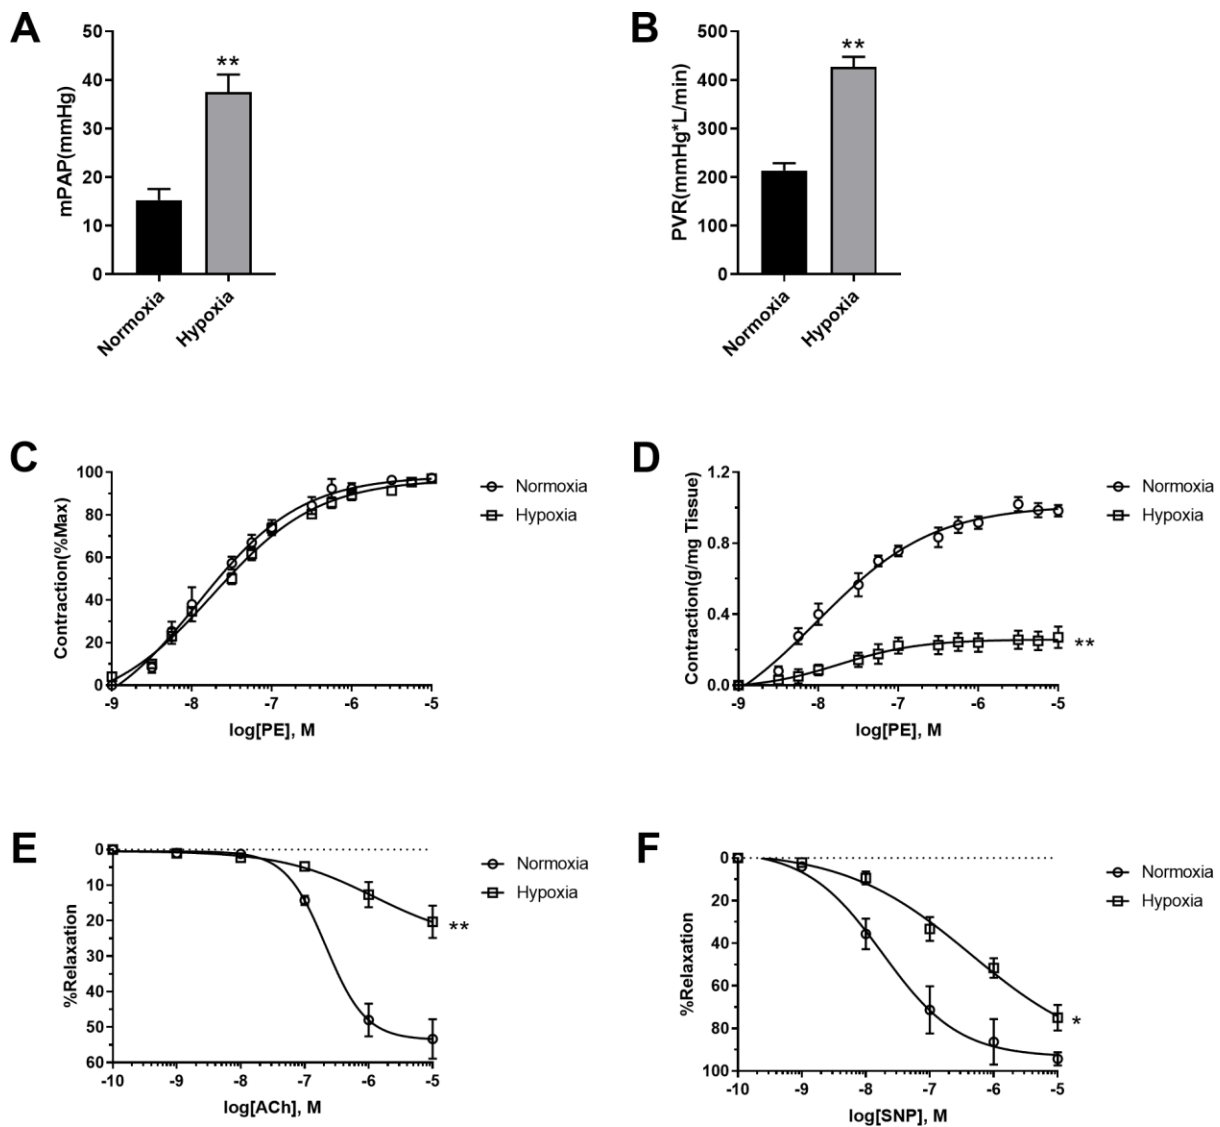 A
mPAP(mmHg)
50
40
30
20
10
0
**
Normoxia
Hypoxia
B
PVR(mmHg*L/min)
500
400
300
200
100
0
**
Normoxia
Hypoxia
C
Contraction(%Max)
100
80
60
40
20
0
-9
-8
-7
-6
-5
log[PE], M
Normoxia
Hypoxia
D
Contraction(g/mg Tissue)
1.2
0.8
0.4
0.0
-9
-8
-7
-6
-5
log[PE], M
Normoxia
Hypoxia
**
E
%Relaxation
0
10
20
30
40
50
60
-10
-9
-8
-7
-6
-5
log[ACh], M
Normoxia
Hypoxia
**
F
%Relaxation
0
20
40
60
80
100
-10
-9
-8
-7
-6
-5
log[SNP], M
Normoxia
Hypoxia
*